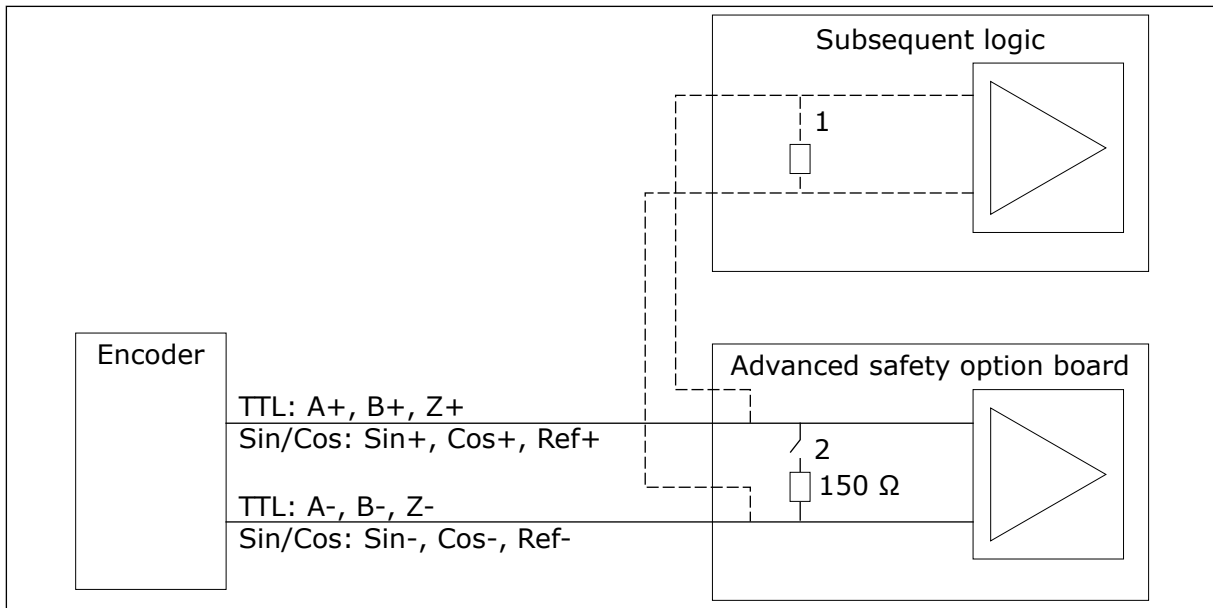 Subsequent logic
1
Encoder
Advanced safety option board
TTL: A+, B+, Z+
Sin/Cos: Sin+, Cos+, Ref+
2
150 Ω
TTL: A-, B-, Z-
Sin/Cos: Sin-, Cos-, Ref-